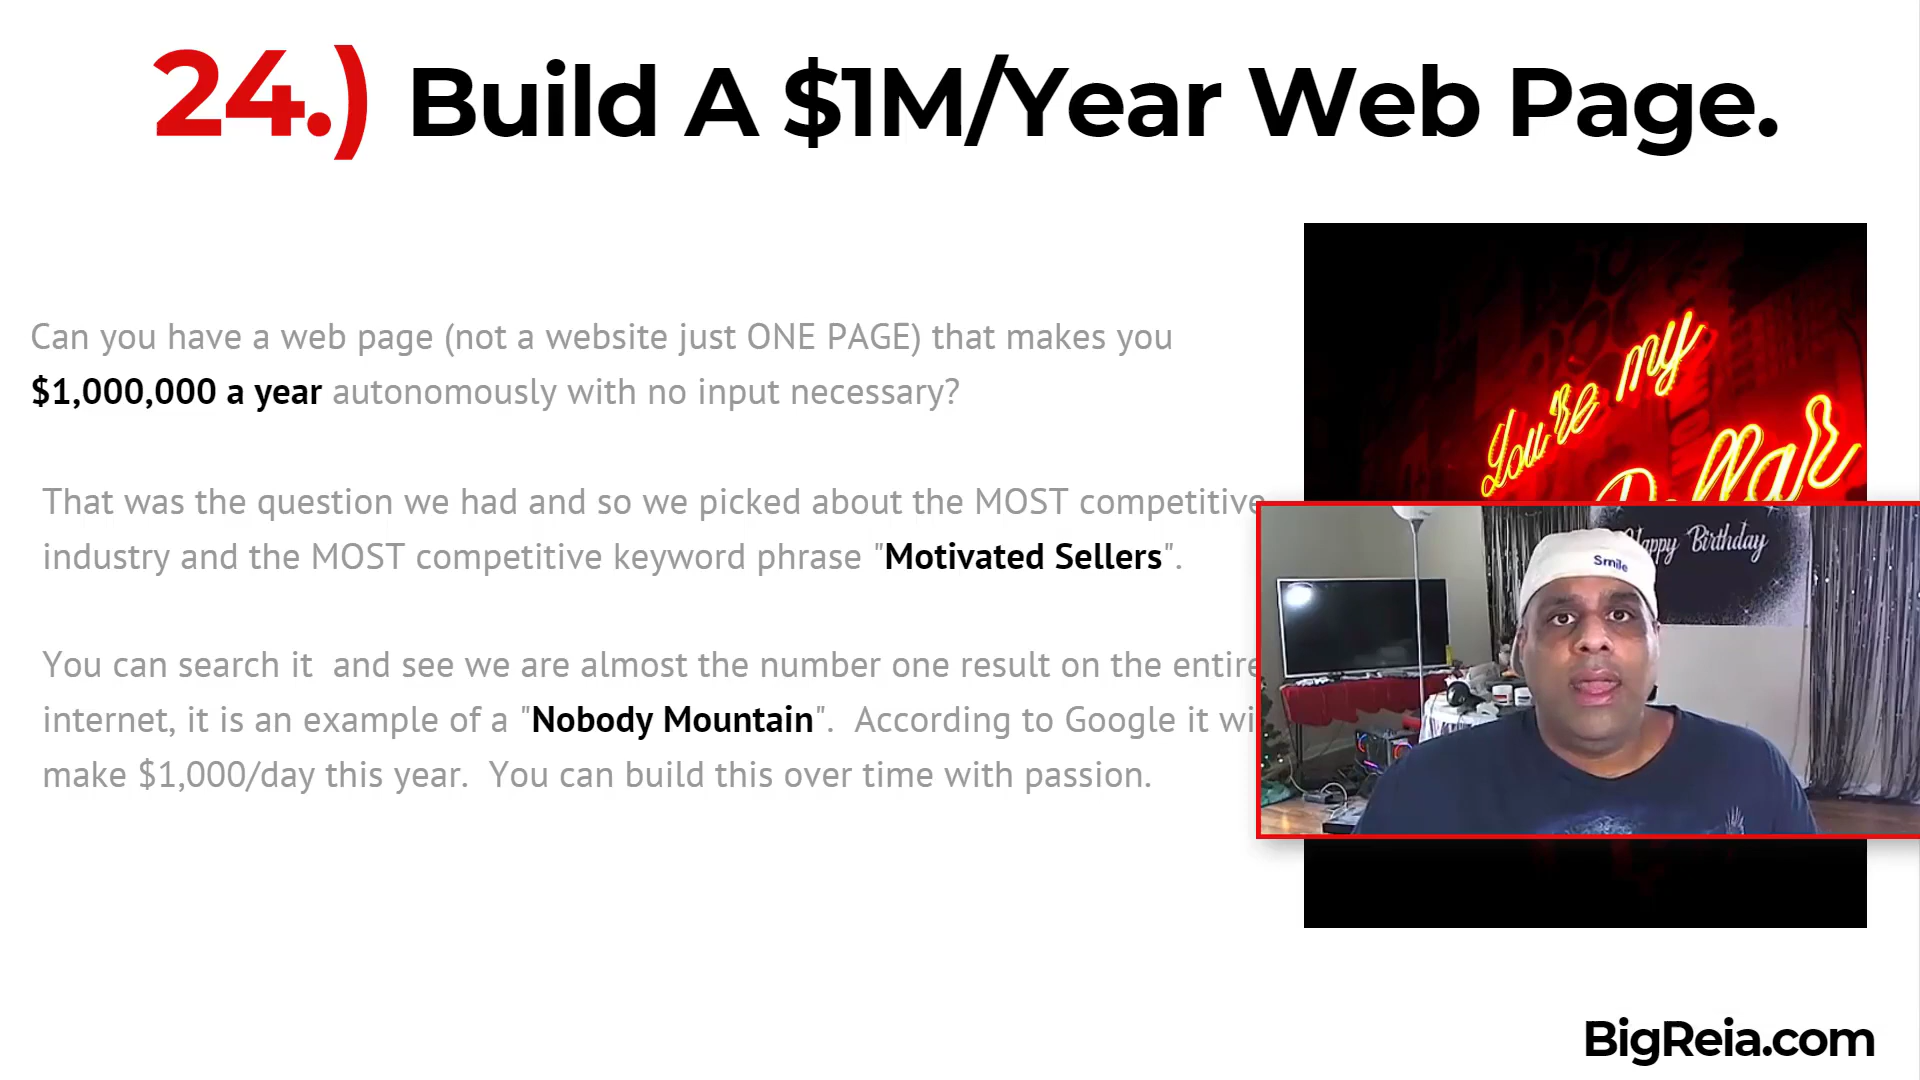 24.) Build A $1M/Year Web Page.
Can you have a web page (not a website just ONE PAGE) that makes you
$1,000,000 a year autonomously with no input necessary?
That was the question we had and so we picked about the MOST competitive
industry and the MOST competitive keyword phrase "Motivated Sellers".
You can search it  and see we are almost the number one result on the entire
internet, it is an example of a "Nobody Mountain".  According to Google it
make $1,000/day this year.  You can build this over time with passion.
You're my
Dollar
Happy Birthday
Smile
BigReia.com